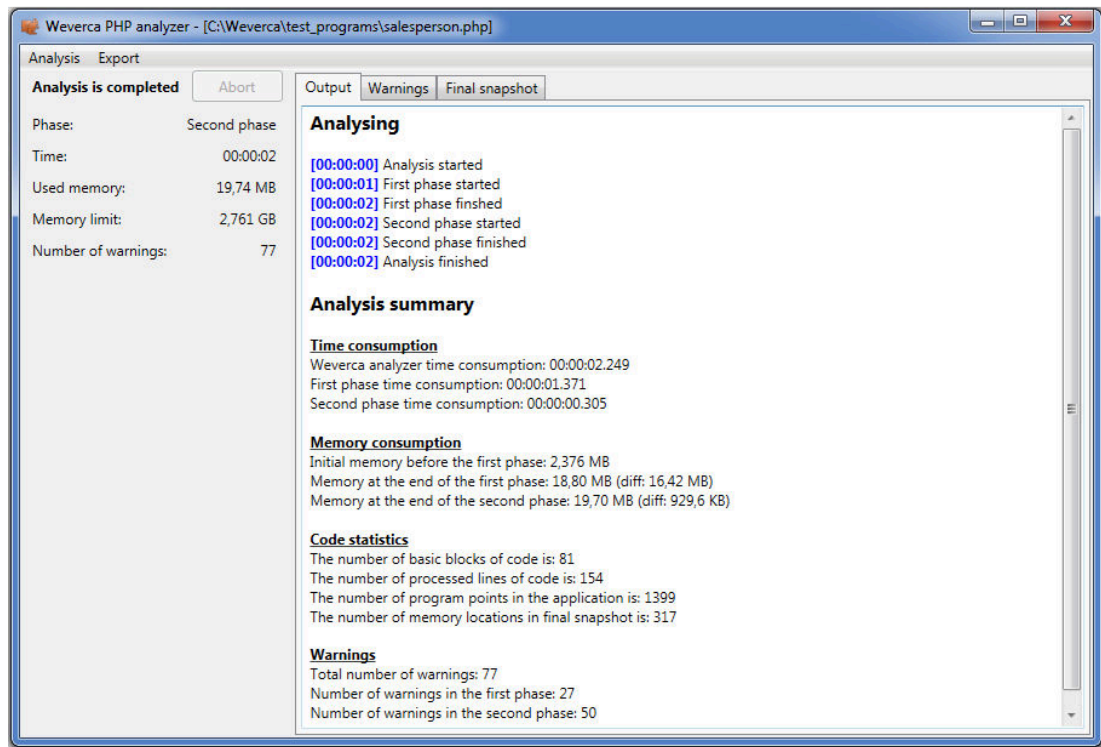 Weverca PHP analyzer - [C:\Weverca\test_programs\salesperson.php]
Analysis Export
Analysis is completed Abort
Phase: Second phase
Time: 00:00:02
Used memory: 19,74 MB
Memory limit: 2,761 GB
Number of warnings: 77
Output Warnings Final snapshot
Analysing
[00:00:00] Analysis started
[00:00:01] First phase started
[00:00:02] First phase finshed
[00:00:02] Second phase started
[00:00:02] Second phase finished
[00:00:02] Analysis finished
Analysis summary
Time consumption
Weverca analyzer time consumption: 00:00:02.249
First phase time consumption: 00:00:01.371
Second phase time consumption: 00:00:00.305
Memory consumption
Initial memory before the first phase: 2,376 MB
Memory at the end of the first phase: 18,80 MB (diff: 16,42 MB)
Memory at the end of the second phase: 19,70 MB (diff: 929,6 KB)
Code statistics
The number of basic blocks of code is: 81
The number of processed lines of code is: 154
The number of program points in the application is: 1399
The number of memory locations in final snapshot is: 317
Warnings
Total number of warnings: 77
Number of warnings in the first phase: 27
Number of warnings in the second phase: 50